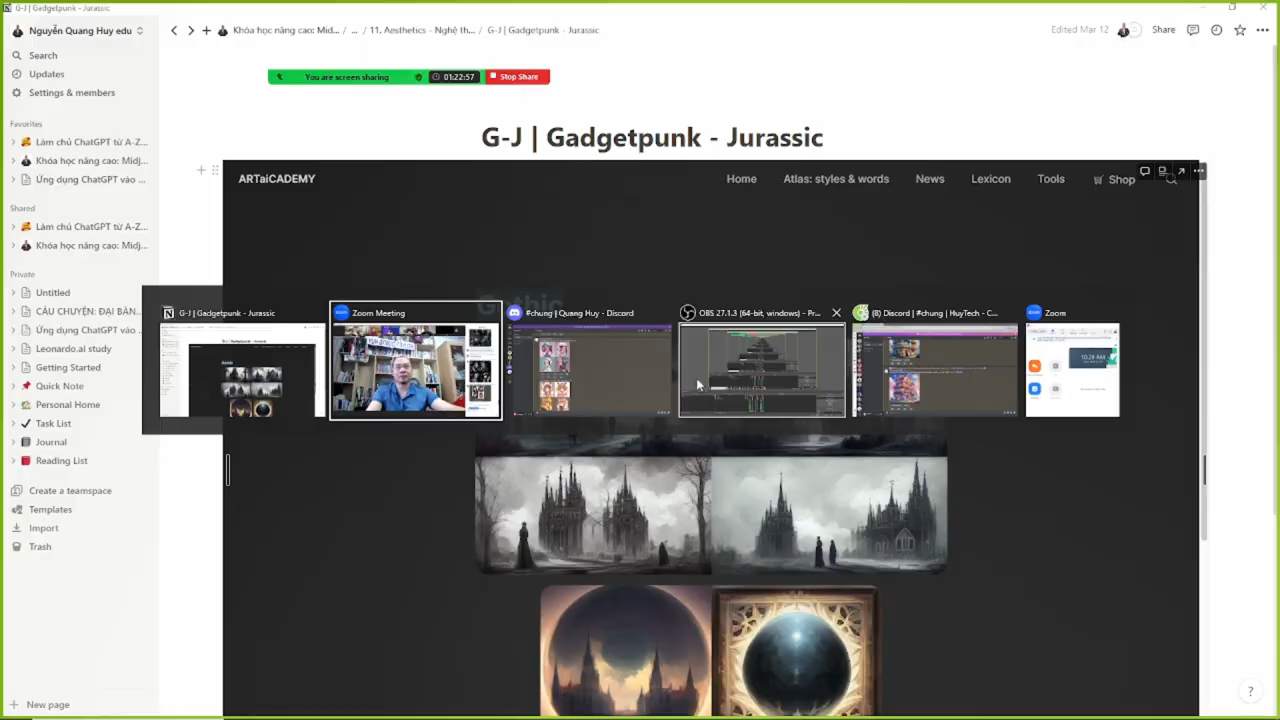 G-J | Gadgetpunk - Jurassic
Nguyễn Quang Huy edu
Khóa học nâng cao: Mid... / ... / 11. Aesthetics - Nghệ th... / G-J | Gadgetpunk - Jurassic
Edited Mar 12
Share
Search
Updates
Settings & members
You are screen sharing
01:22:57
Stop Share
Favorites
Làm chủ ChatGPT từ A-Z...
Khóa học nâng cao: Midj...
Ứng dụng ChatGPT vào ...
Shared
Làm chủ ChatGPT từ A-Z...
Khóa học nâng cao: Midj...
Private
Untitled
CÂU CHUYỆN: ĐẠI BÀN...
Ứng dụng ChatGPT vào ...
Leonardo.ai study
Getting Started
Quick Note
Personal Home
Task List
Journal
Reading List
Create a teamspace
Templates
Import
Trash
New page
G-J | Gadgetpunk - Jurassic
ARTaiCADEMY
Home
Atlas: styles & words
News
Lexicon
Tools
Shop
Gothic
G-J | Gadgetpunk - Jurassic
Zoom Meeting
#chung | Quang Huy - Discord
OBS 27.1.3 (64-bit, windows) - Pr...
(8) Discord | #chung | HuyTech - C...
Zoom
10:29 AM
?